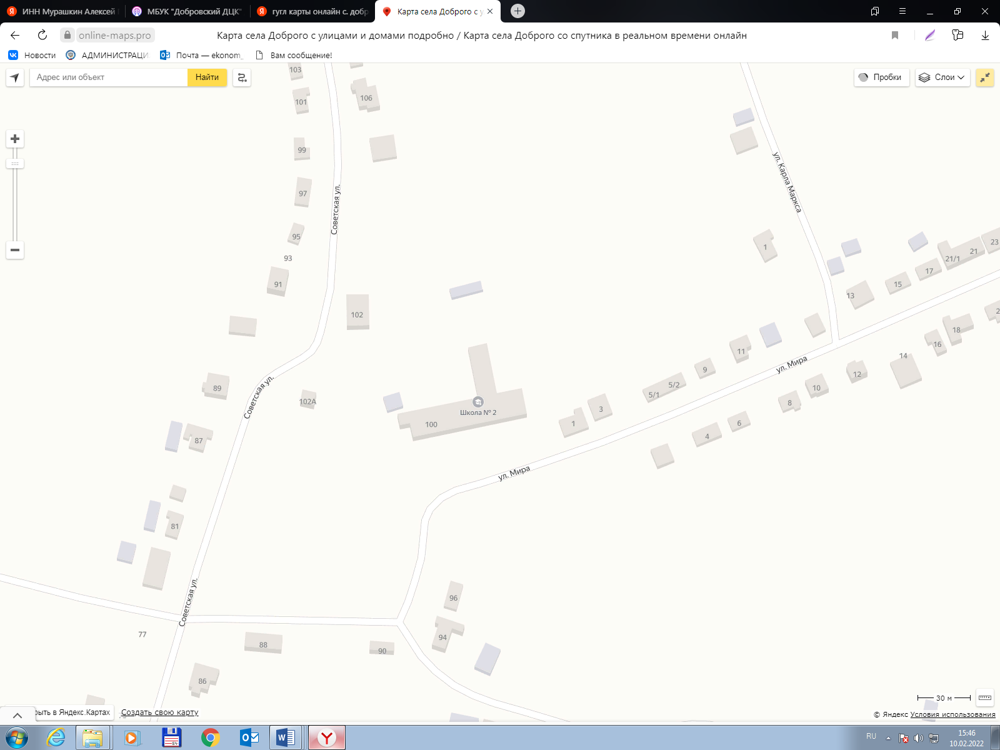 ИНН Мурашкин Алексей
МБУК "Добровский ДЦК"
гугл карты онлайн с. добр
Карта села Доброго с у
online-maps.pro
Карта села Доброго с улицами и домами подробно / Карта села Доброго со спутника в реальном времени онлайн
Новости
АДМИНИСТРАЦИ
Почта — ekonom_
Вам сообщение!
Адрес или объект
Найти
Пробки
Слои
103
101
106
99
97
95
93
91
102
89
102А
87
81
77
88
90
86
96
94
Советская ул.
Советская ул.
Советская ул.
ул. Карла Маркса
Школа № 2
100
1
3
5/1
5/2
9
11
1
13
15
17
21/1
21
23
ул. Мира
ул. Мира
4
6
8
10
12
14
16
18
2
30 м
рыть в Яндекс.Картах
Создать свою карту
© Яндекс Условия использования
RU
15:46
10.02.2022